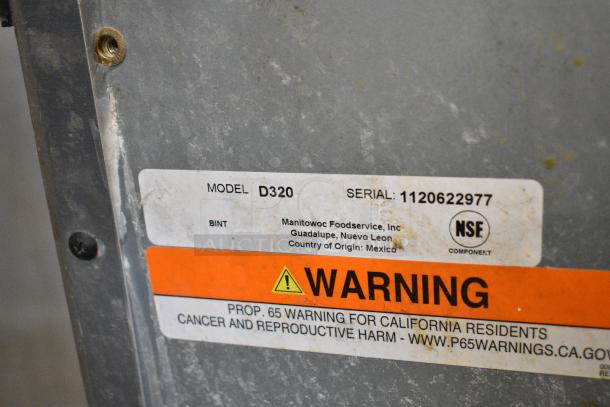 MODEL D320 SERIAL: 1120622977
BINT
Manitowoc Foodservice, Inc
Guadalupe, Nuevo Leon
Country of Origin: Mexico
NSF
COMPONENT
WARNING
PROP. 65 WARNING FOR CALIFORNIA RESIDENTS
CANCER AND REPRODUCTIVE HARM - WWW.P65WARNINGS.CA.GOV